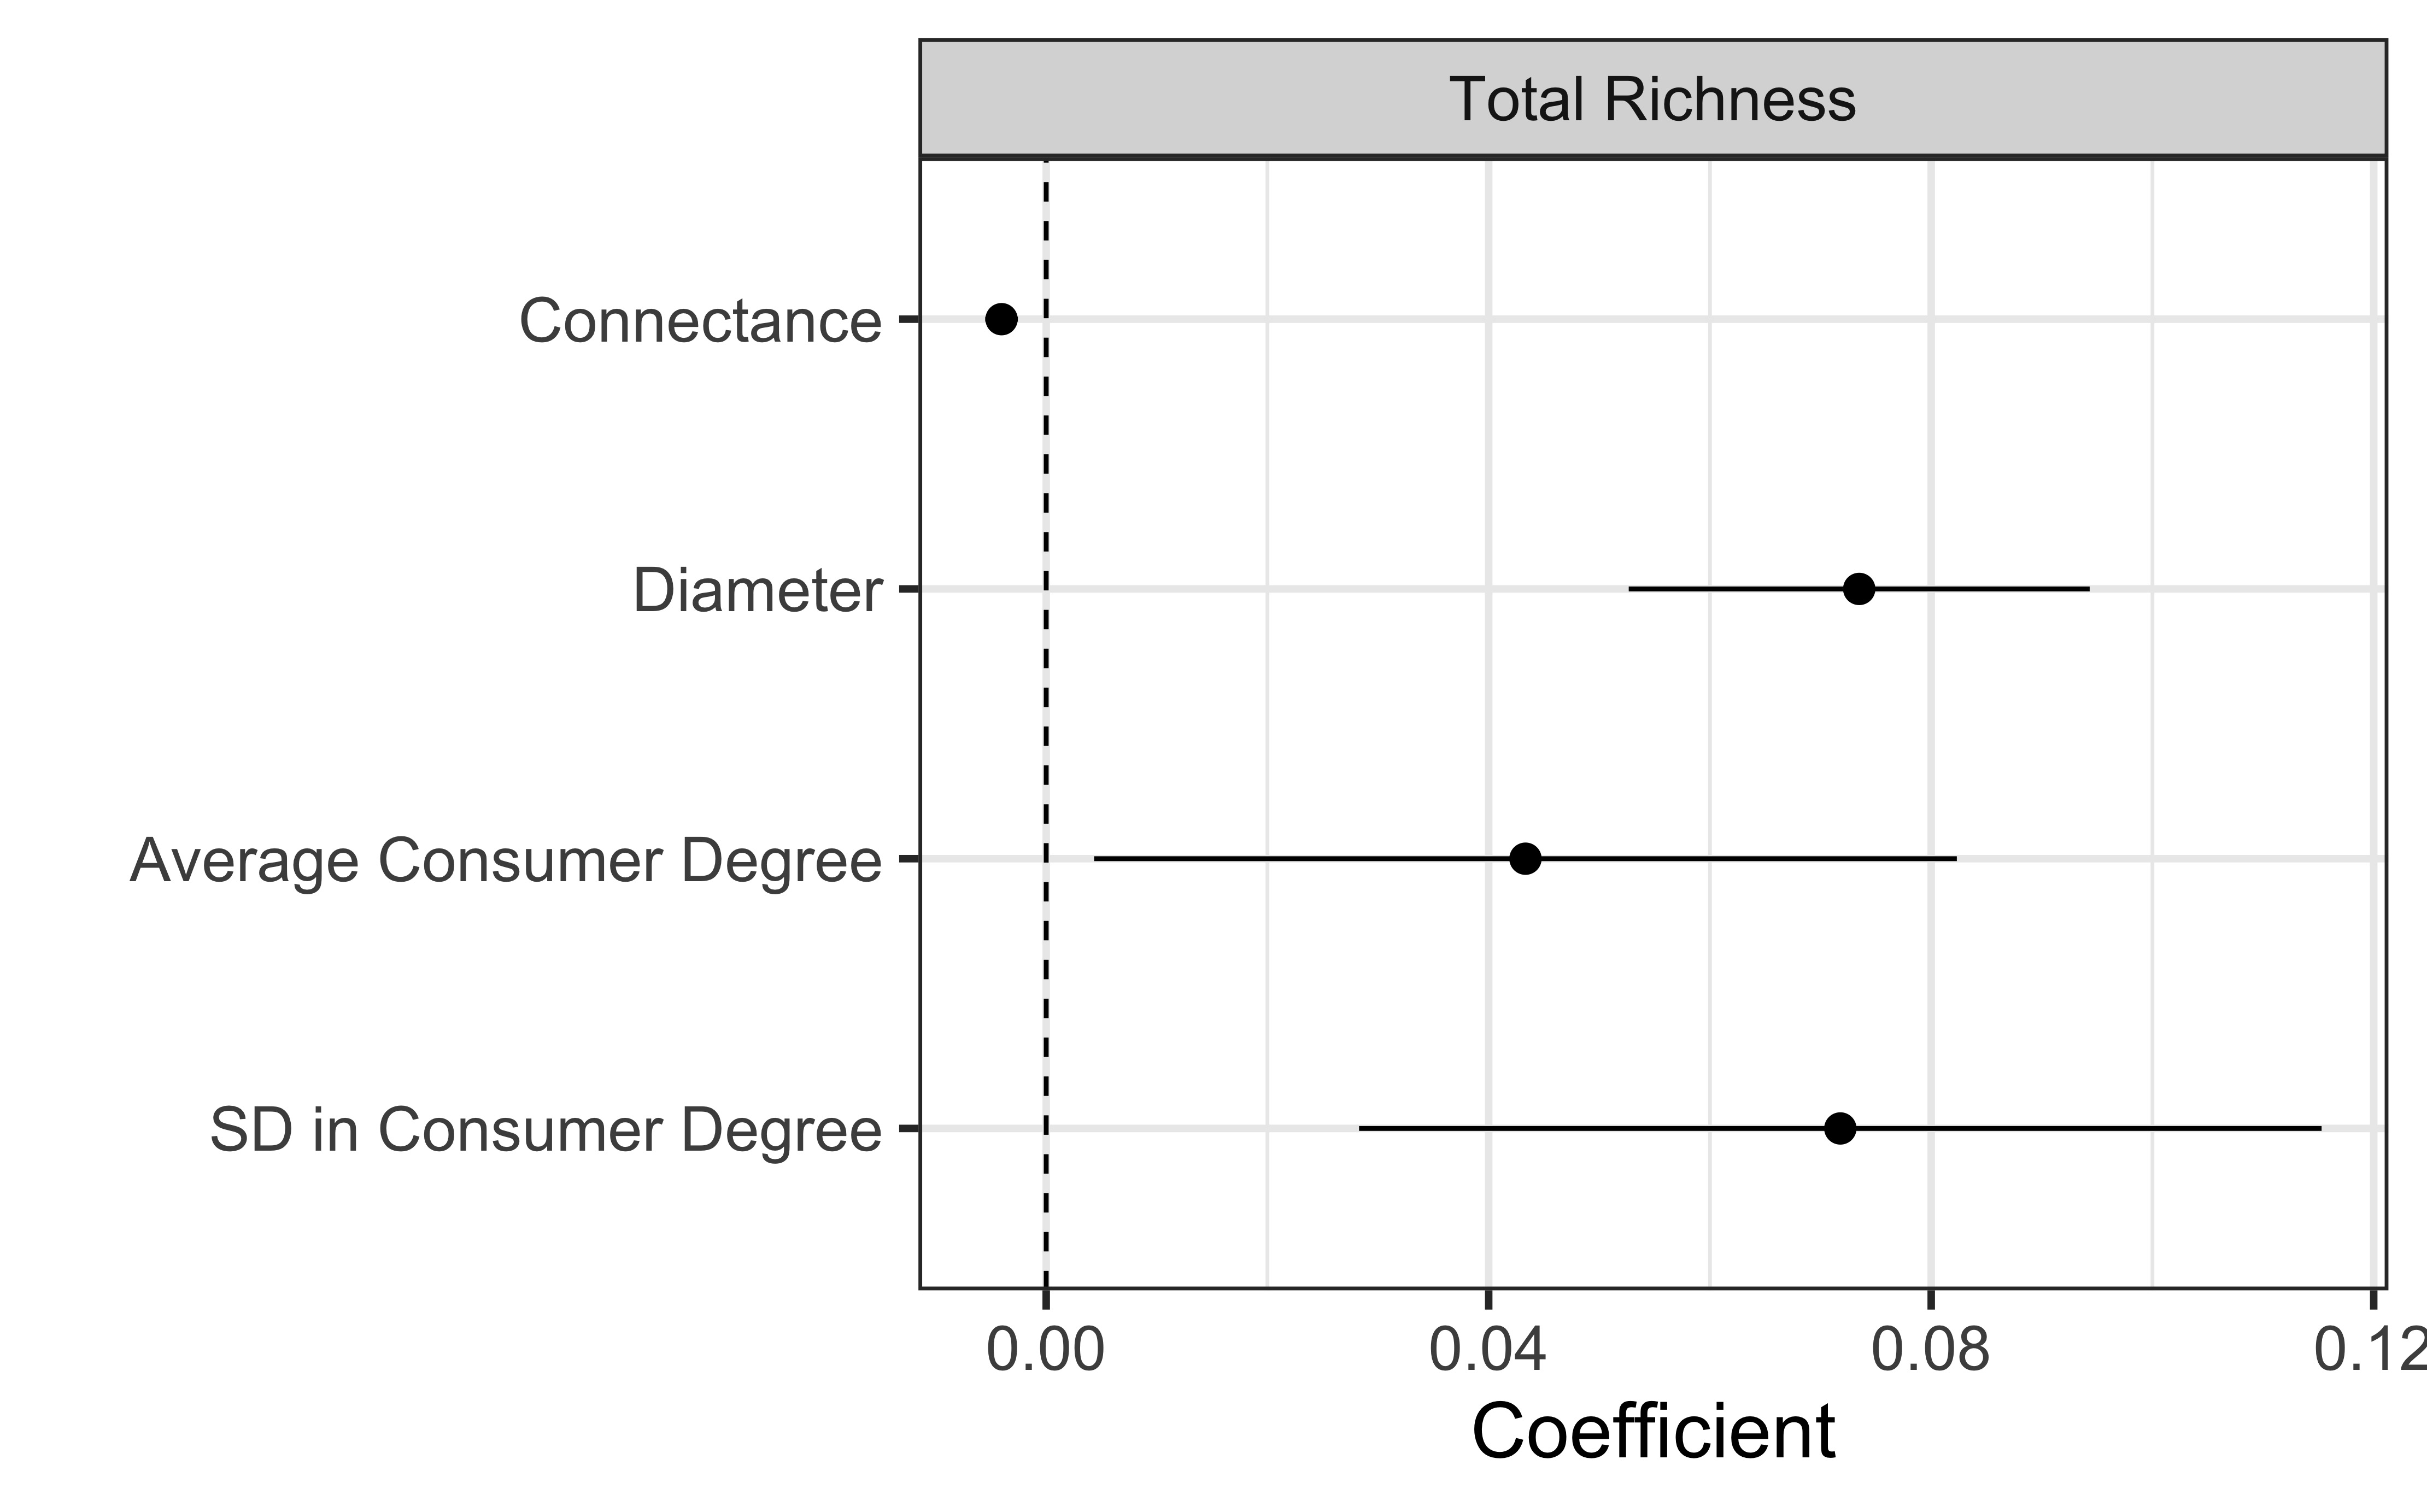 Total Richness
Connectance
Diameter
Average Consumer Degree
SD in Consumer Degree
0.00 0.04 0.08 0.12
Coefficient